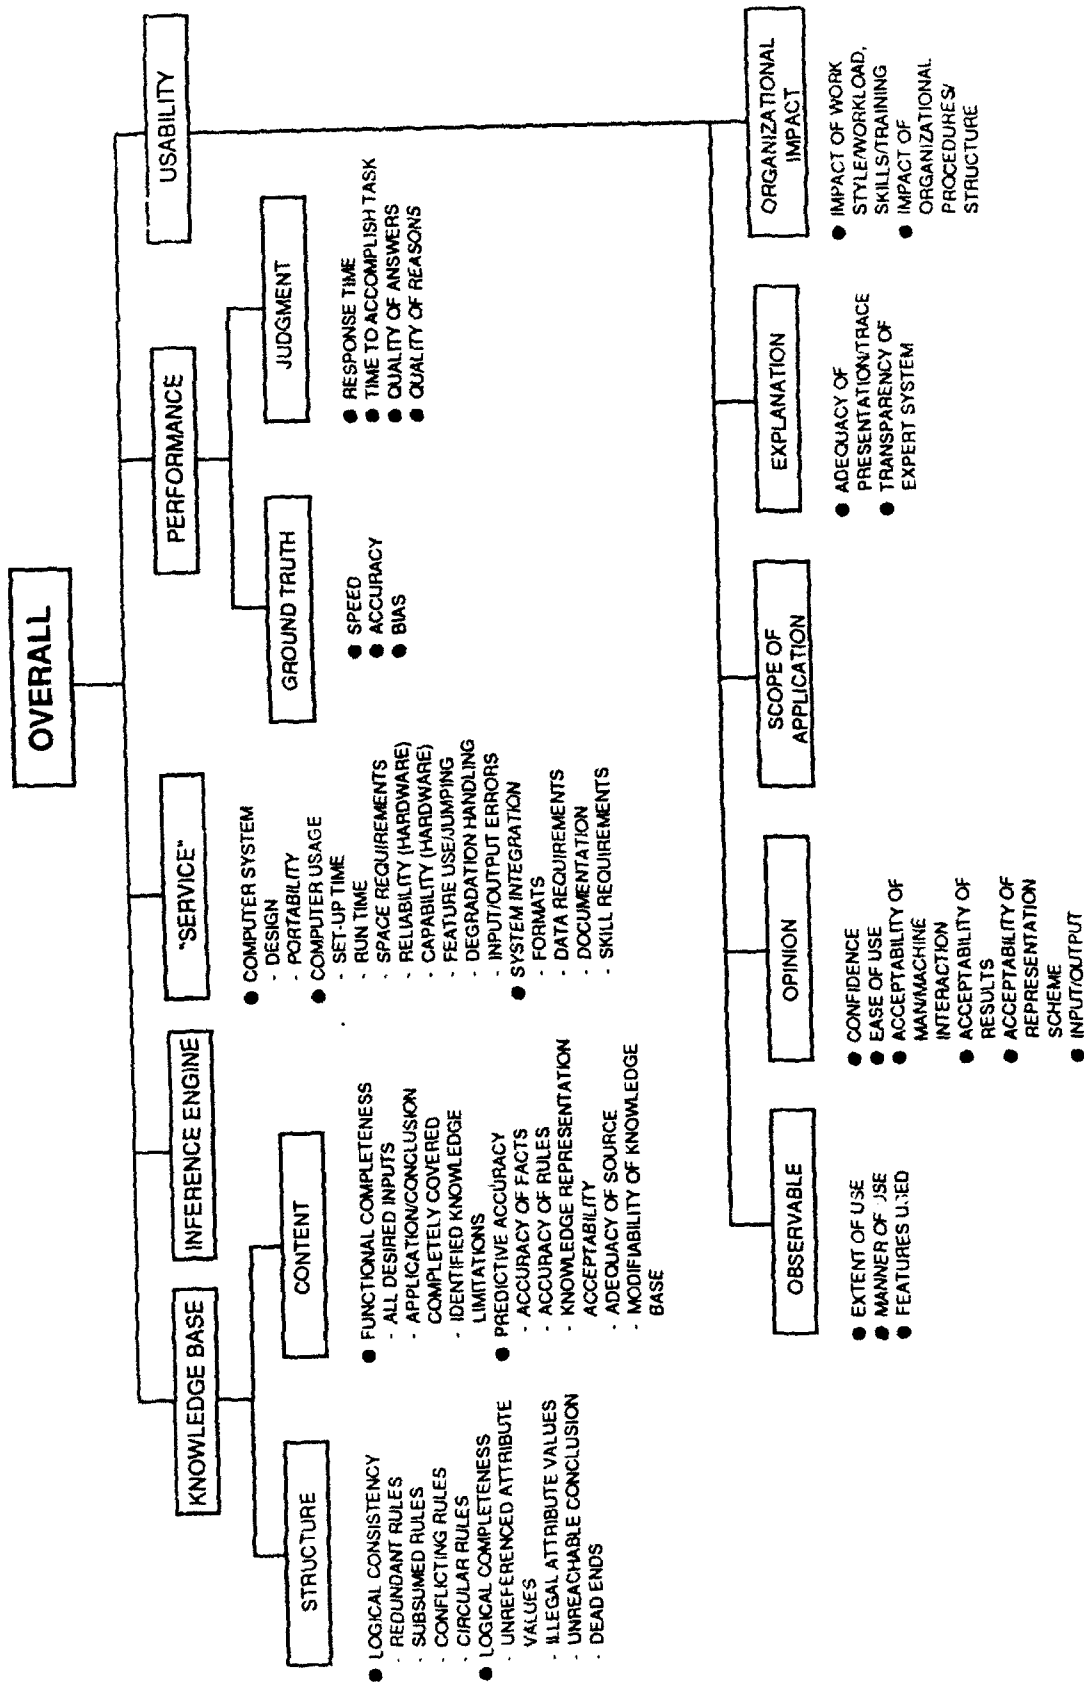 OVERALL
KNOWLEDGE BASE
INFERENCE ENGINE
"SERVICE"
PERFORMANCE
USABILITY
STRUCTURE
● LOGICAL CONSISTENCY
- REDUNDANT RULES
- SUBSUMED RULES
- CONFLICTING RULES
- CIRCULAR RULES
● LOGICAL COMPLETENESS
- UNREFERENCED ATTRIBUTE
VALUES
- ILLEGAL ATTRIBUTE VALUES
- UNREACHABLE CONCLUSION
- DEAD ENDS
CONTENT
● FUNCTIONAL COMPLETENESS
- ALL DESIRED INPUTS
- APPLICATION/CONCLUSION
COMPLETELY COVERED
- IDENTIFIED KNOWLEDGE
LIMITATIONS
● PREDICTIVE ACCURACY
- ACCURACY OF FACTS
- ACCURACY OF RULES
- KNOWLEDGE REPRESENTATION
ACCEPTABILITY
- ADEQUACY OF SOURCE
- MODIFIABILITY OF KNOWLEDGE
BASE
● COMPUTER SYSTEM
- DESIGN
- PORTABILITY
● COMPUTER USAGE
- SET-UP TIME
- RUN TIME
- SPACE REQUIREMENTS
- RELIABILITY (HARDWARE)
- CAPABILITY (HARDWARE)
- FEATURE USE/JUMPING
- DEGRADATION HANDLING
- INPUT/OUTPUT ERRORS
● SYSTEM INTEGRATION
- FORMATS
- DATA REQUIREMENTS
- DOCUMENTATION
- SKILL REQUIREMENTS
GROUND TRUTH
● SPEED
● ACCURACY
● BIAS
JUDGMENT
● RESPONSE TIME
● TIME TO ACCOMPLISH TASK
● QUALITY OF ANSWERS
● QUALITY OF REASONS
OBSERVABLE
● EXTENT OF USE
● MANNER OF USE
● FEATURES USED
OPINION
● CONFIDENCE
● EASE OF USE
● ACCEPTABILITY OF
MAN/MACHINE
INTERACTION
● ACCEPTABILITY OF
RESULTS
● ACCEPTABILITY OF
REPRESENTATION
SCHEME
● INPUT/OUTPUT
SCOPE OF
APPLICATION
EXPLANATION
● ADEQUACY OF
PRESENTATION/TRACE
● TRANSPARENCY OF
EXPERT SYSTEM
ORGANIZATIONAL
IMPACT
● IMPACT OF WORK
STYLE/WORKLOAD,
SKILLS/TRAINING
● IMPACT OF
ORGANIZATIONAL
PROCEDURES/
STRUCTURE